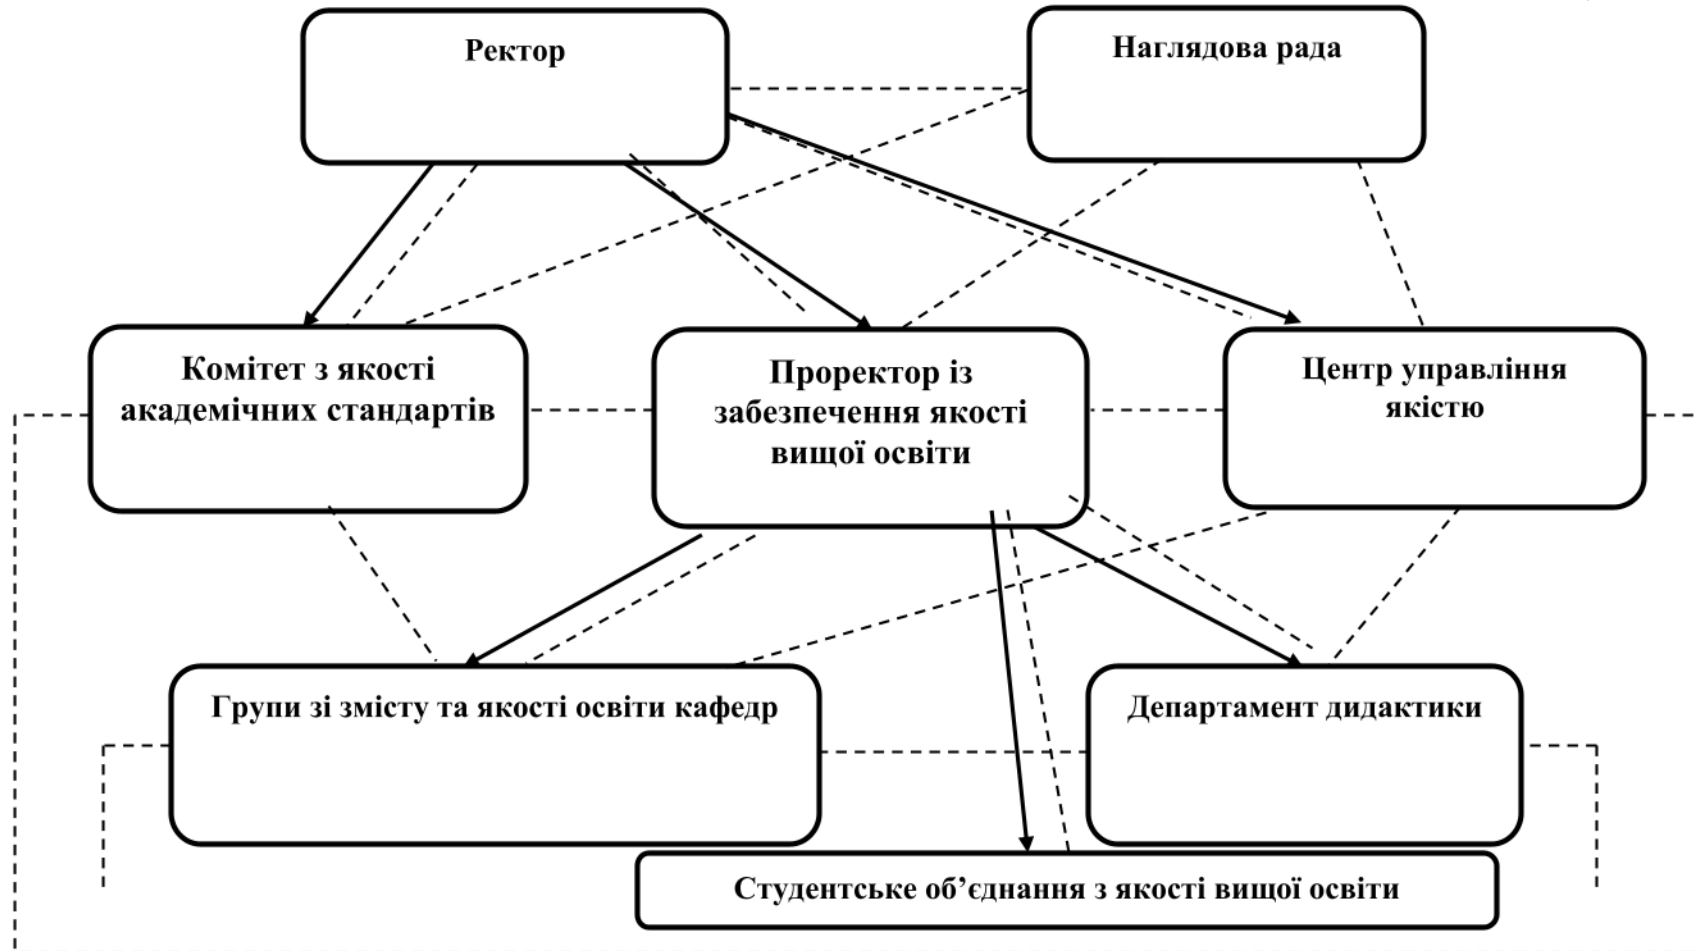 Ректор
Наглядова рада
Комітет з якості
академічних стандартів
Проректор із
забезпечення якості
вищої освіти
Центр управління
якістю
Групи зі змісту та якості освіти кафедр
Департамент дидактики
Студентське об’єднання з якості вищої освіти